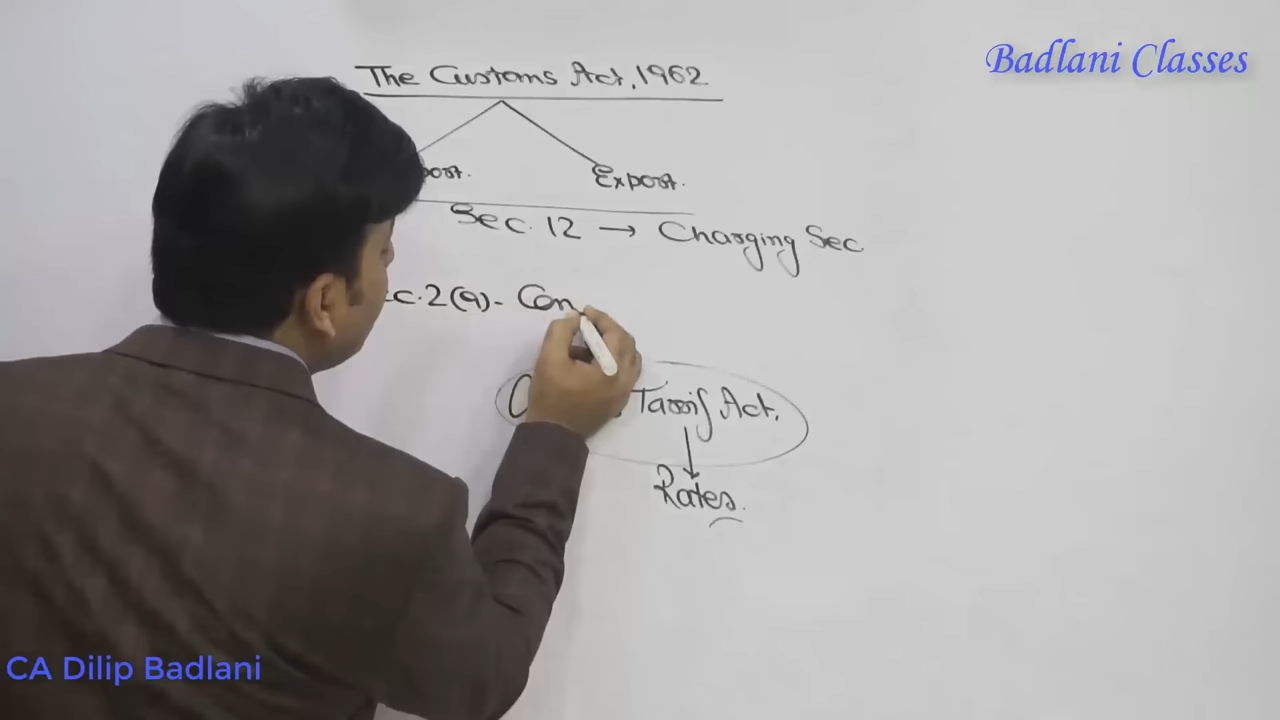 Badlani Classes
The Customs Act, 1962
port. Export.
Sec. 12 → Charging Sec
c. 2(9) - Con
Tariff Act.
Rates.
CA Dilip Badlani